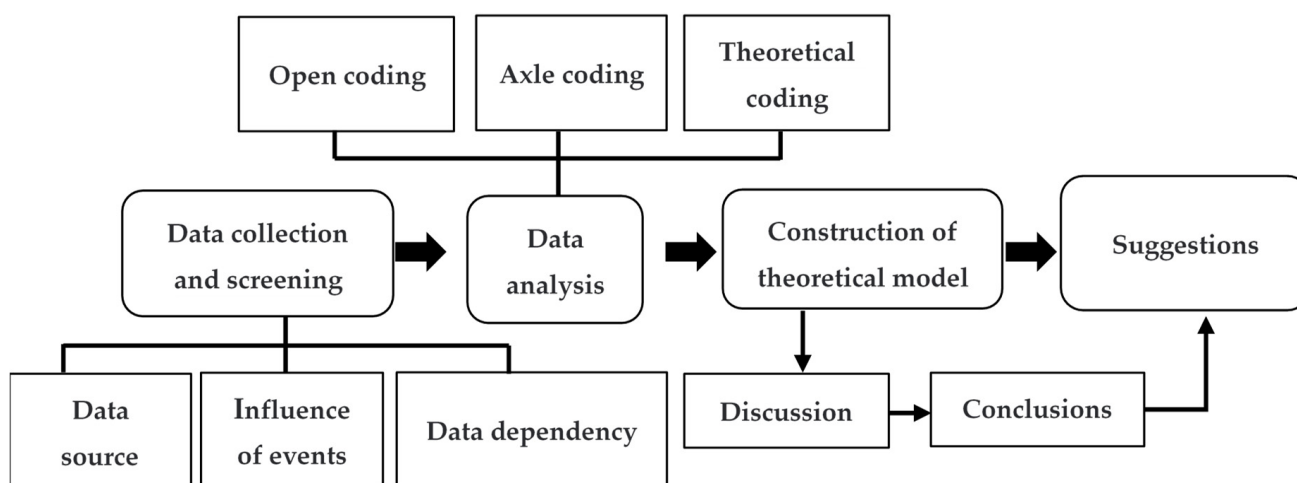 Open coding
Axle coding
Theoretical
coding
Data collection
and screening
Data
analysis
Construction of
theoretical model
Suggestions
Data
source
Influence
of events
Data dependency
Discussion
Conclusions